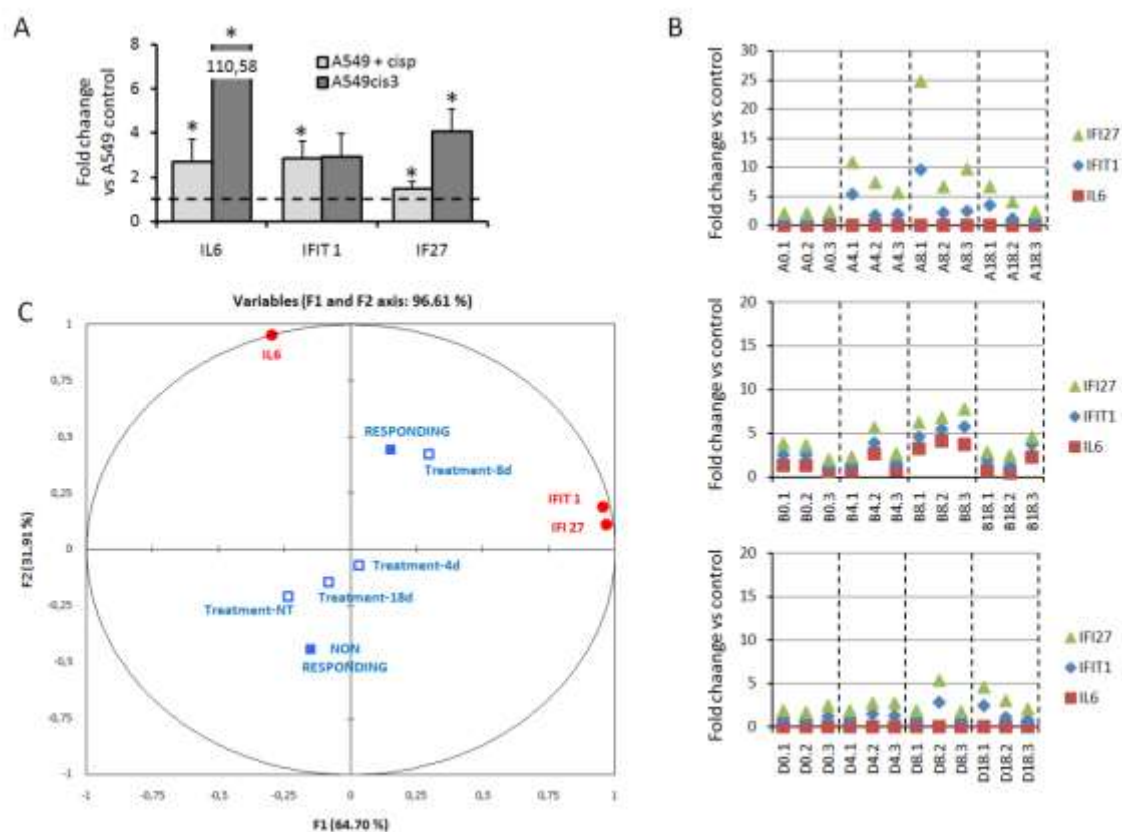 A
Fold chaange
vs A549 control
8
6
4
2
0
*
110,58
*
*
*
*
A549 + cisp
A549cis3
IL6
IFIT 1
IF27
B
Fold chaange vs control
30
25
20
15
10
5
0
IFI27
IFIT1
IL6
A0.1
A0.2
A0.3
A4.1
A4.2
A4.3
A8.1
A8.2
A8.3
A18.1
A18.2
A18.3
Fold chaange vs control
20
15
10
5
0
IFI27
IFIT1
IL6
B0.1
B0.2
B0.3
B4.1
B4.2
B4.3
B8.1
B8.2
B8.3
B18.1
B18.2
B18.3
Fold chaange vs control
20
15
10
5
0
IFI27
IFIT1
IL6
D0.1
D0.2
D0.3
D4.1
D4.2
D4.3
D8.1
D8.2
D8.3
D18.1
D18.2
D18.3
C
Variables (F1 and F2 axis: 96.61 %)
F2 (31.91 %)
1
0,75
0,5
0,25
0
-0,25
-0,5
-0,75
-1
IL6
RESPONDING
Treatment-8d
IFIT 1
IFI 27
Treatment-4d
Treatment-18d
Treatment-NT
NON
RESPONDING
-1
-0,75
-0,5
-0,25
0
0,25
0,5
0,75
1
F1 (64.70 %)